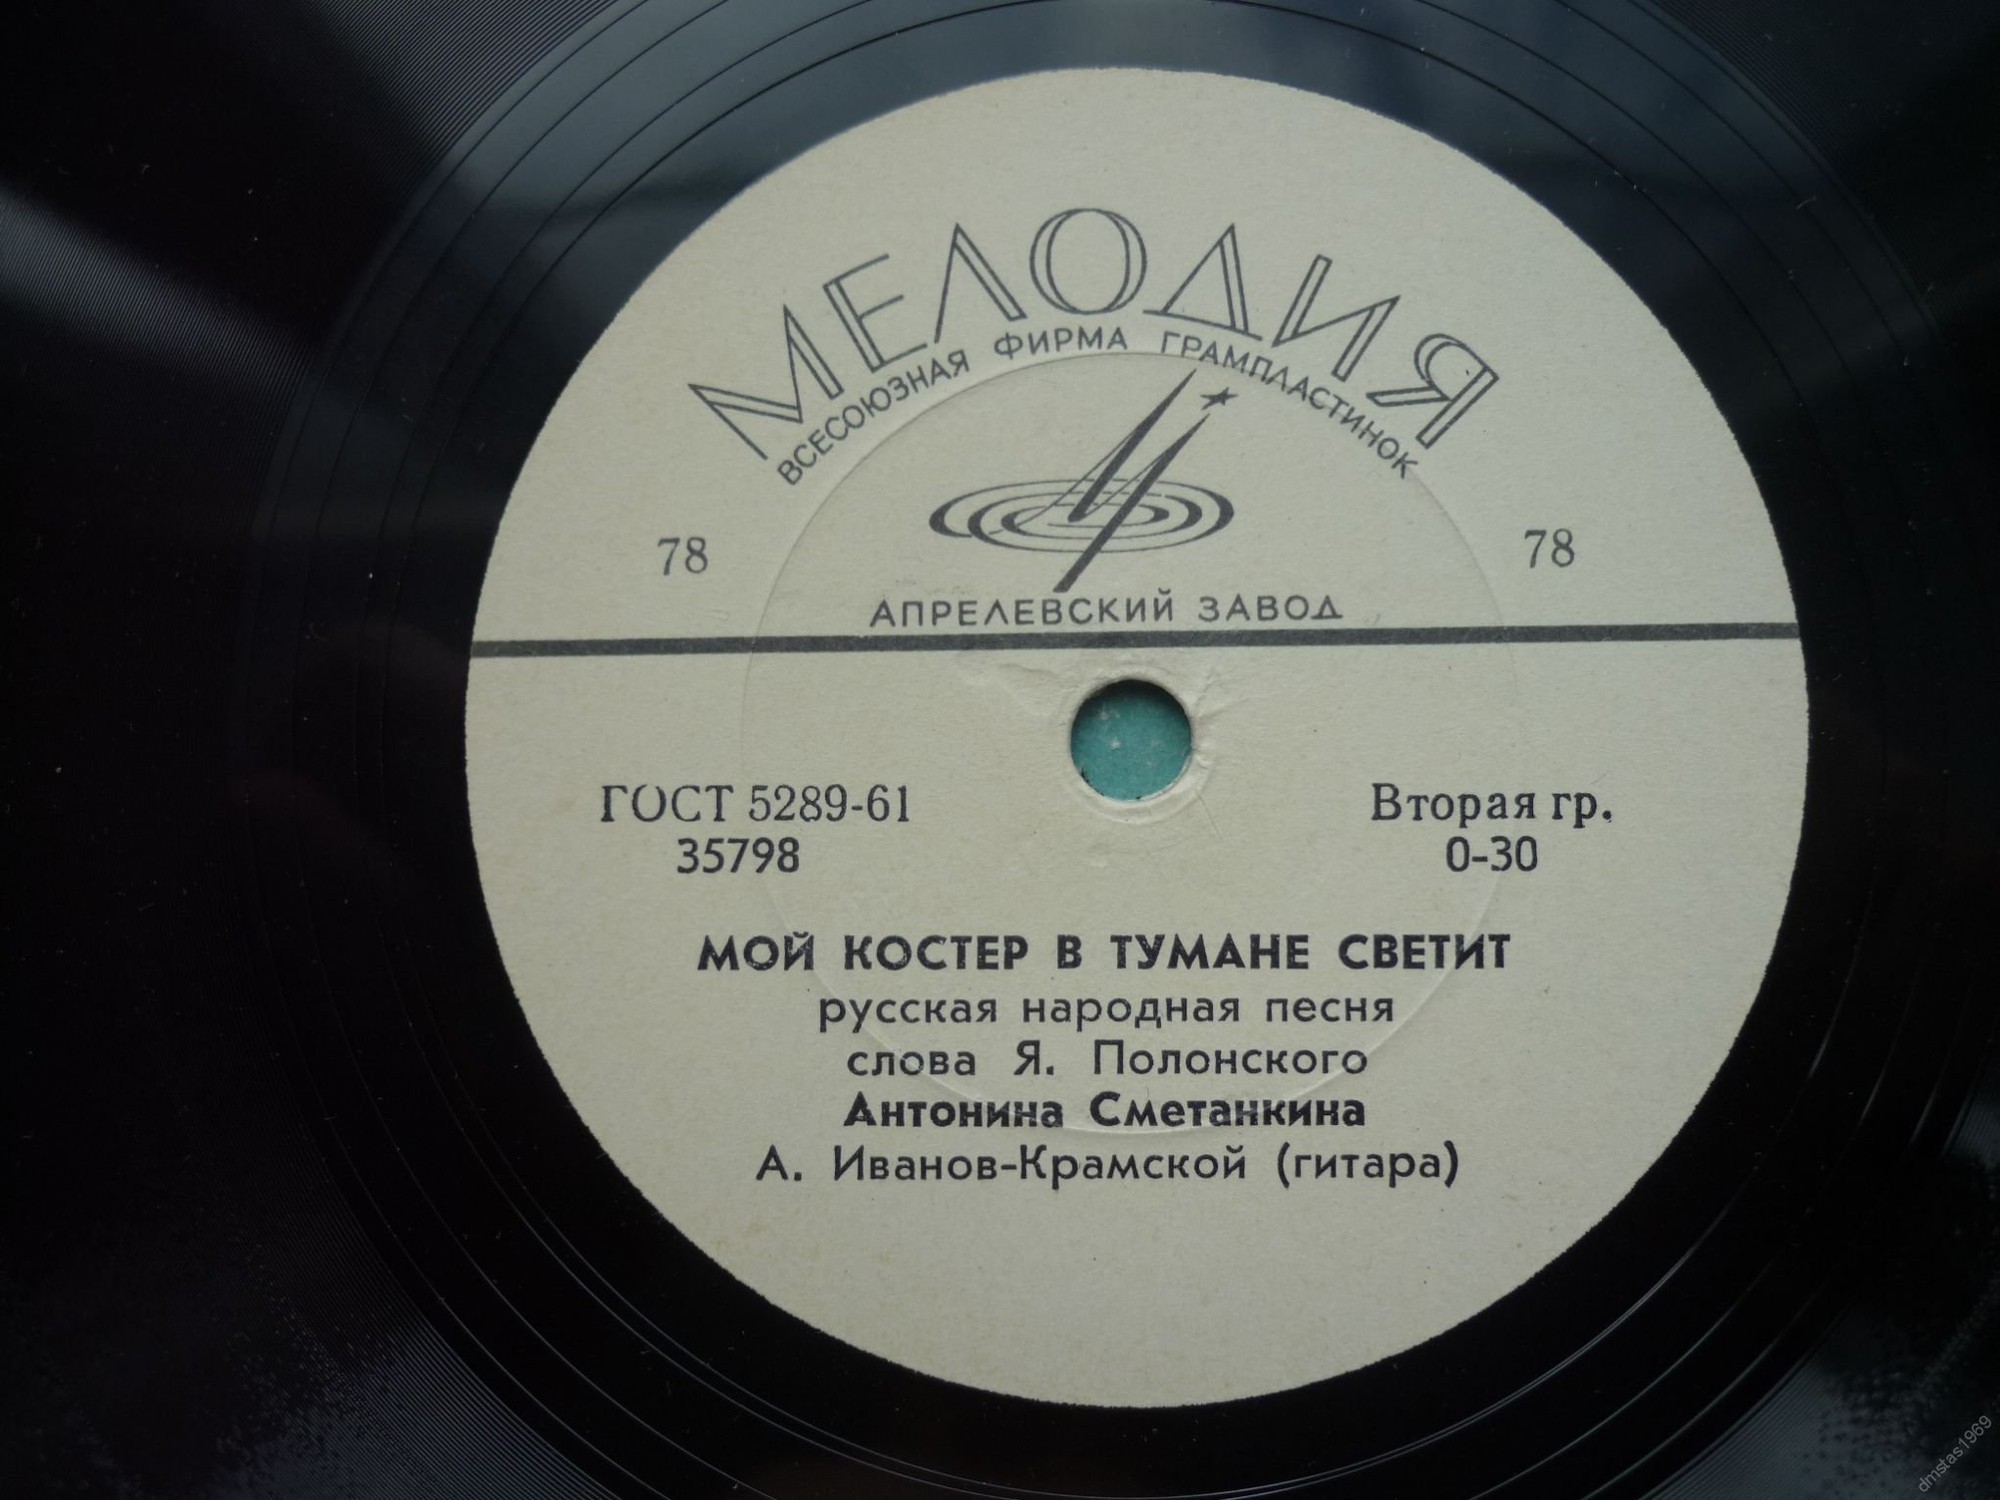 МЕЛОДИЯ
ВСЕСОЮЗНАЯ ФИРМА ГРАМПЛАСТИНОК
78 78
АПРЕЛЕВСКИЙ ЗАВОД
ГОСТ 5289-61 Вторая гр.
35798 0-30
МОЙ КОСТЕР В ТУМАНЕ СВЕТИТ
русская народная песня
слова Я. Полонского
Антонина Сметанкина
А. Иванов-Крамской (гитара)
dmstas1969